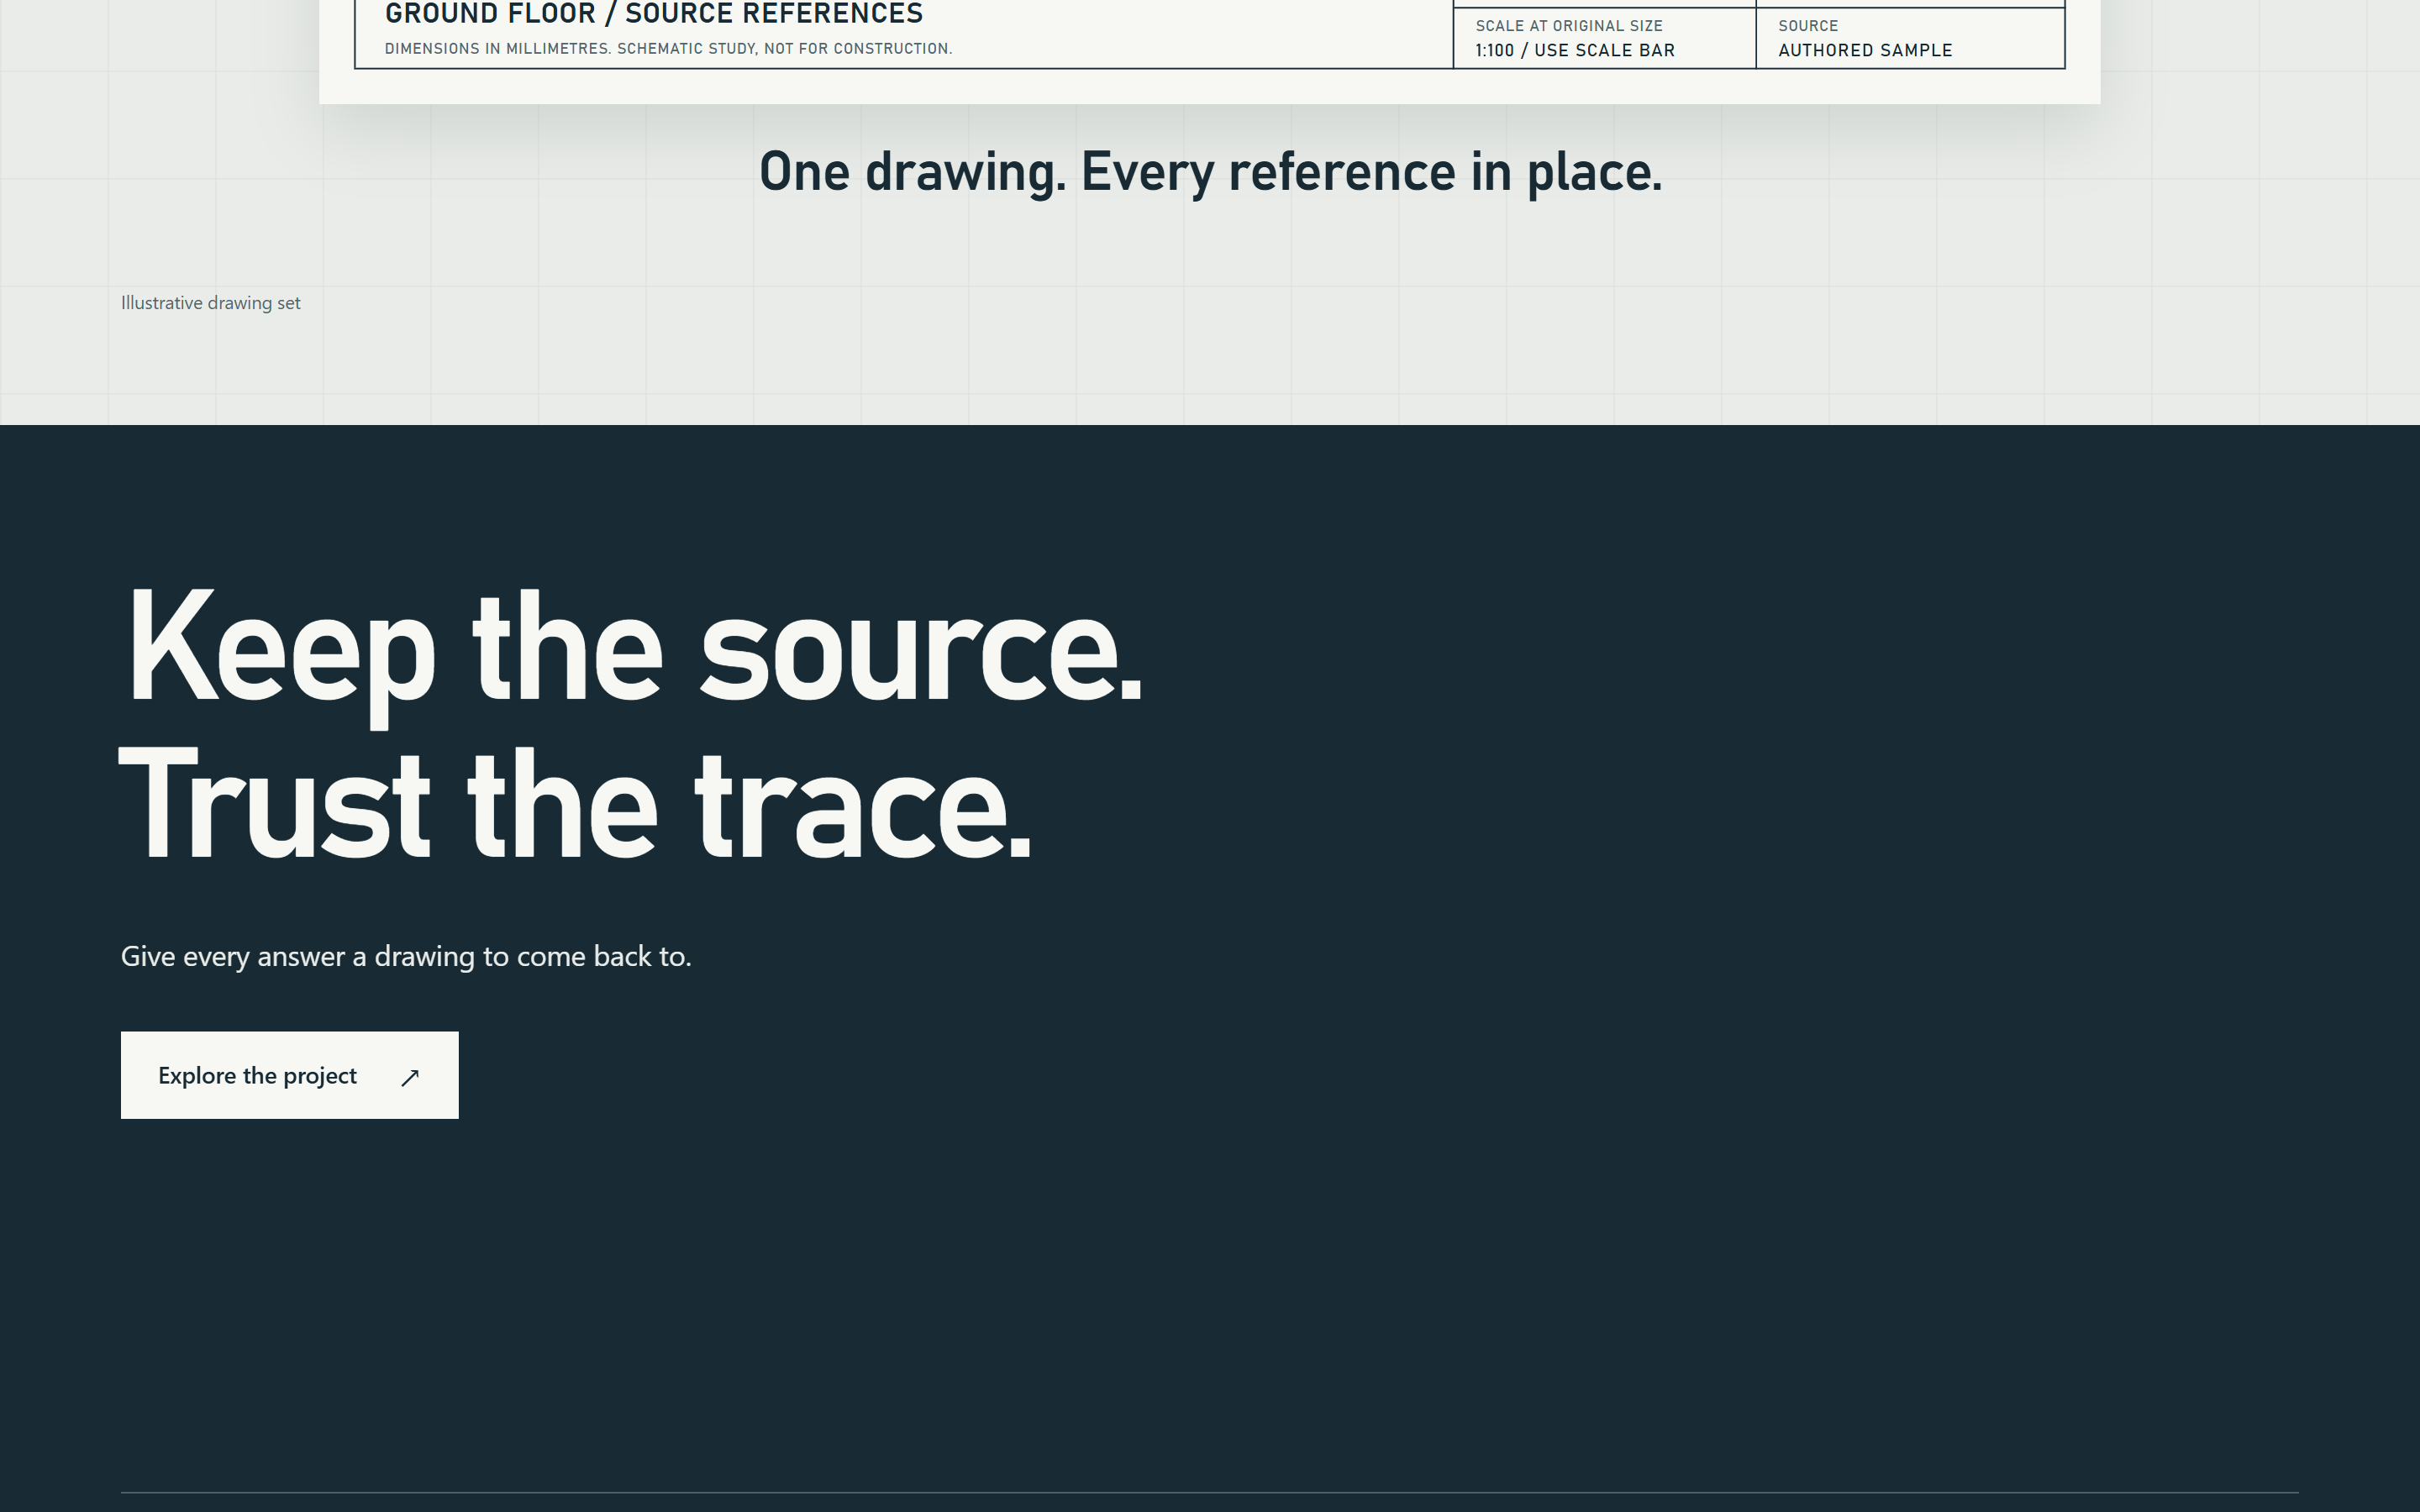 GROUND FLOOR / SOURCE REFERENCES
DIMENSIONS IN MILLIMETRES. SCHEMATIC STUDY, NOT FOR CONSTRUCTION.
SCALE AT ORIGINAL SIZE
1:100 / USE SCALE BAR
SOURCE
AUTHORED SAMPLE
One drawing. Every reference in place.
Illustrative drawing set
Keep the source.
Trust the trace.
Give every answer a drawing to come back to.
Explore the project ↗